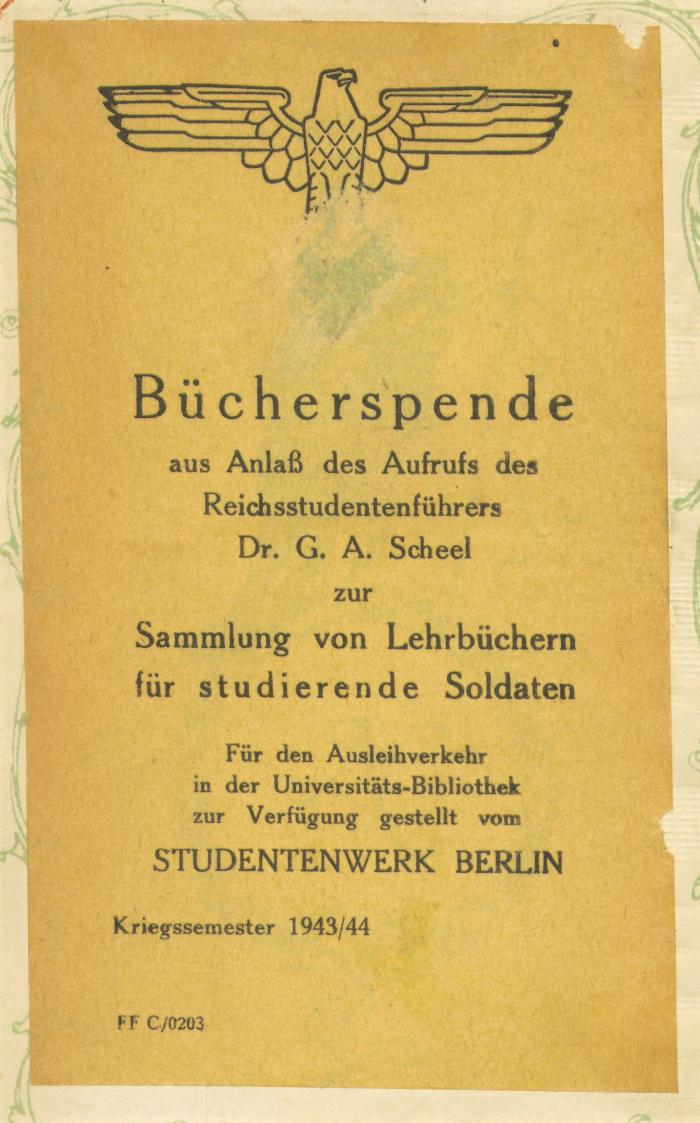 Bücherspende
aus Anlaß des Aufrufs des
Reichsstudentenführers
Dr. G. A. Scheel
zur
Sammlung von Lehrbüchern
für studierende Soldaten
Für den Ausleihverkehr
in der Universitäts-Bibliothek
zur Verfügung gestellt vom
STUDENTENWERK BERLIN
Kriegssemester 1943/44
FF C/0203